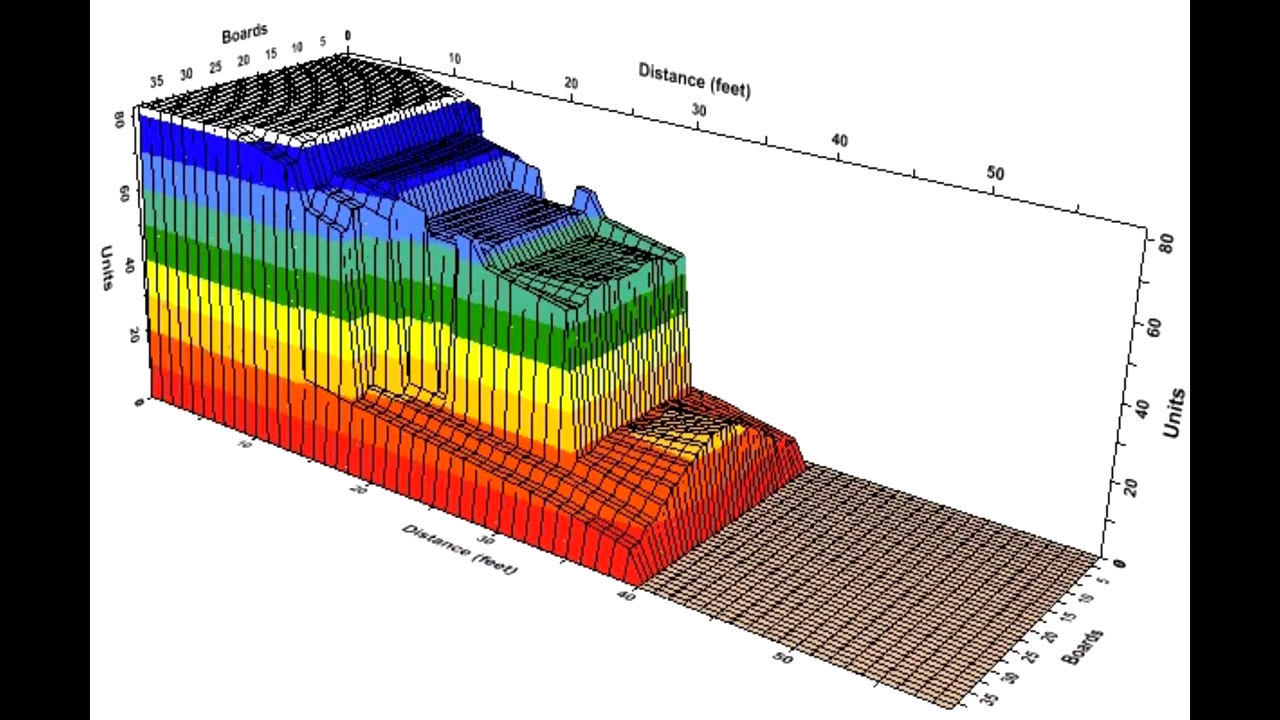 Boards
35 30 25 20 15 10 5 0
Distance (feet)
10 20 30 40 50
80 60 40 20
Units
0 10 20 30 40 50
Distance (feet)
80 60 40 20 0
Units
5 10 15 20 25 30 35
Boards